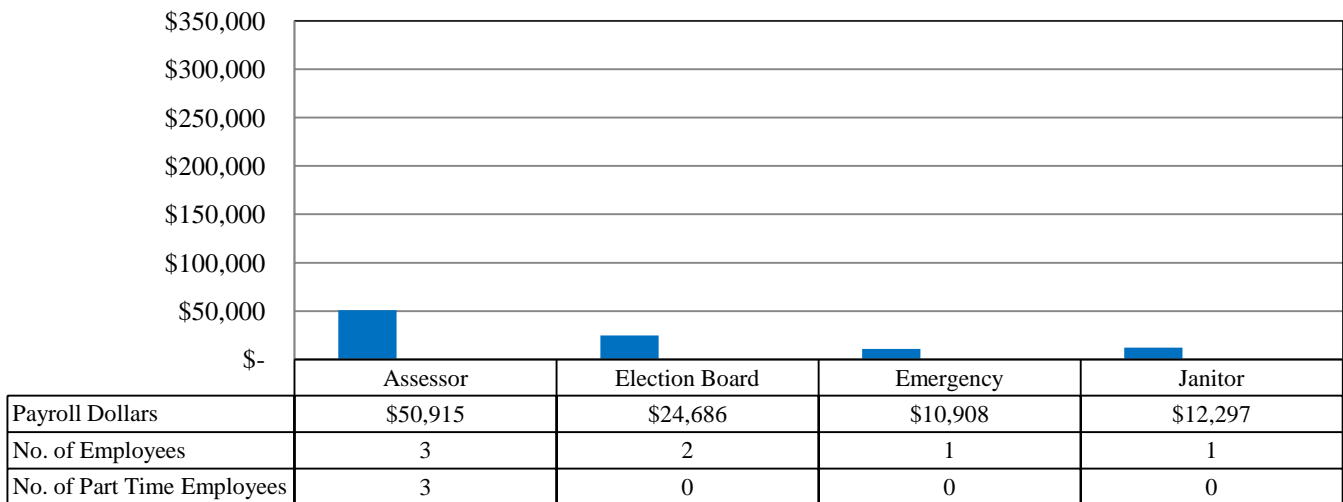 $350,000
$300,000
$250,000
$200,000
$150,000
$100,000
$50,000
$-
Assessor Election Board Emergency Janitor
Payroll Dollars $50,915 $24,686 $10,908 $12,297
No. of Employees 3 2 1 1
No. of Part Time Employees 3 0 0 0